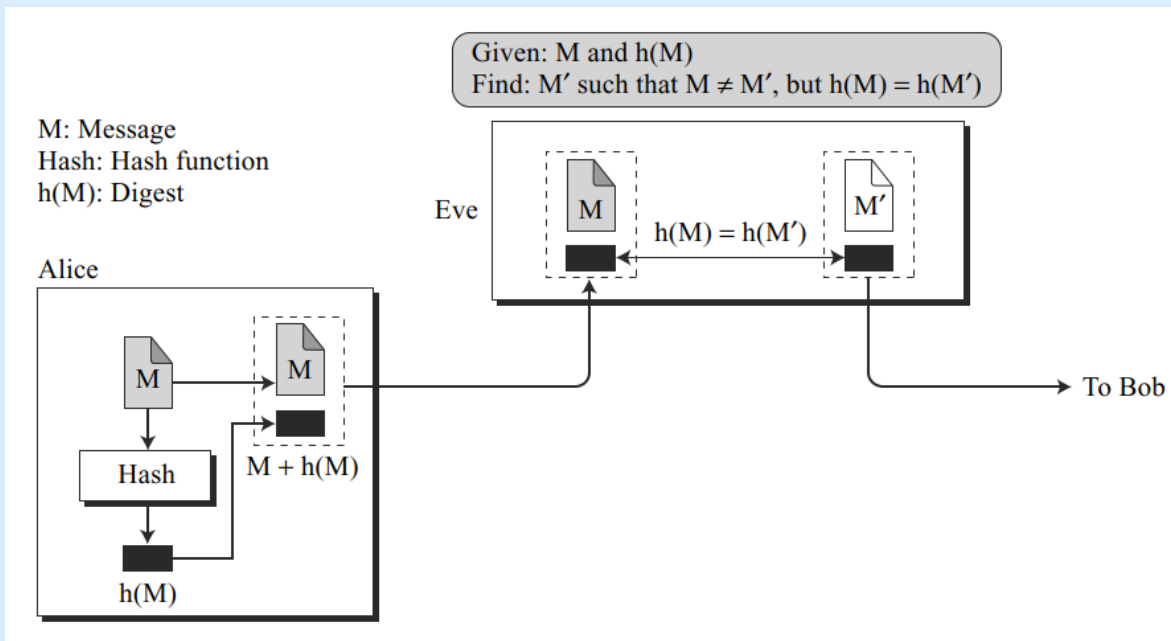 Given: M and h(M)
Find: M′ such that M ≠ M′, but h(M) = h(M′)
M: Message
Hash: Hash function
h(M): Digest
Eve
M
M′
h(M) = h(M′)
Alice
M
M
Hash
M + h(M)
h(M)
To Bob